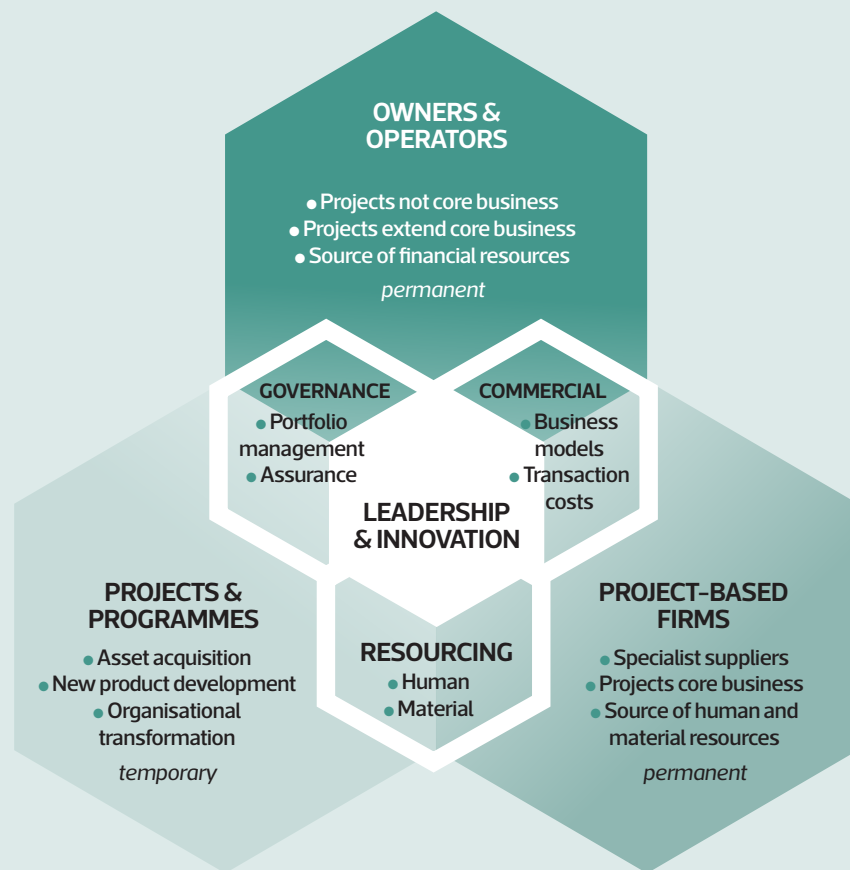 OWNERS &
OPERATORS
● Projects not core business
● Projects extend core business
● Source of financial resources
permanent
GOVERNANCE
● Portfolio
management
● Assurance
COMMERCIAL
● Business
models
● Transaction
costs
LEADERSHIP
& INNOVATION
PROJECTS &
PROGRAMMES
● Asset acquisition
● New product development
● Organisational
transformation
temporary
RESOURCING
● Human
● Material
PROJECT-BASED
FIRMS
● Specialist suppliers
● Projects core business
● Source of human and
material resources
permanent